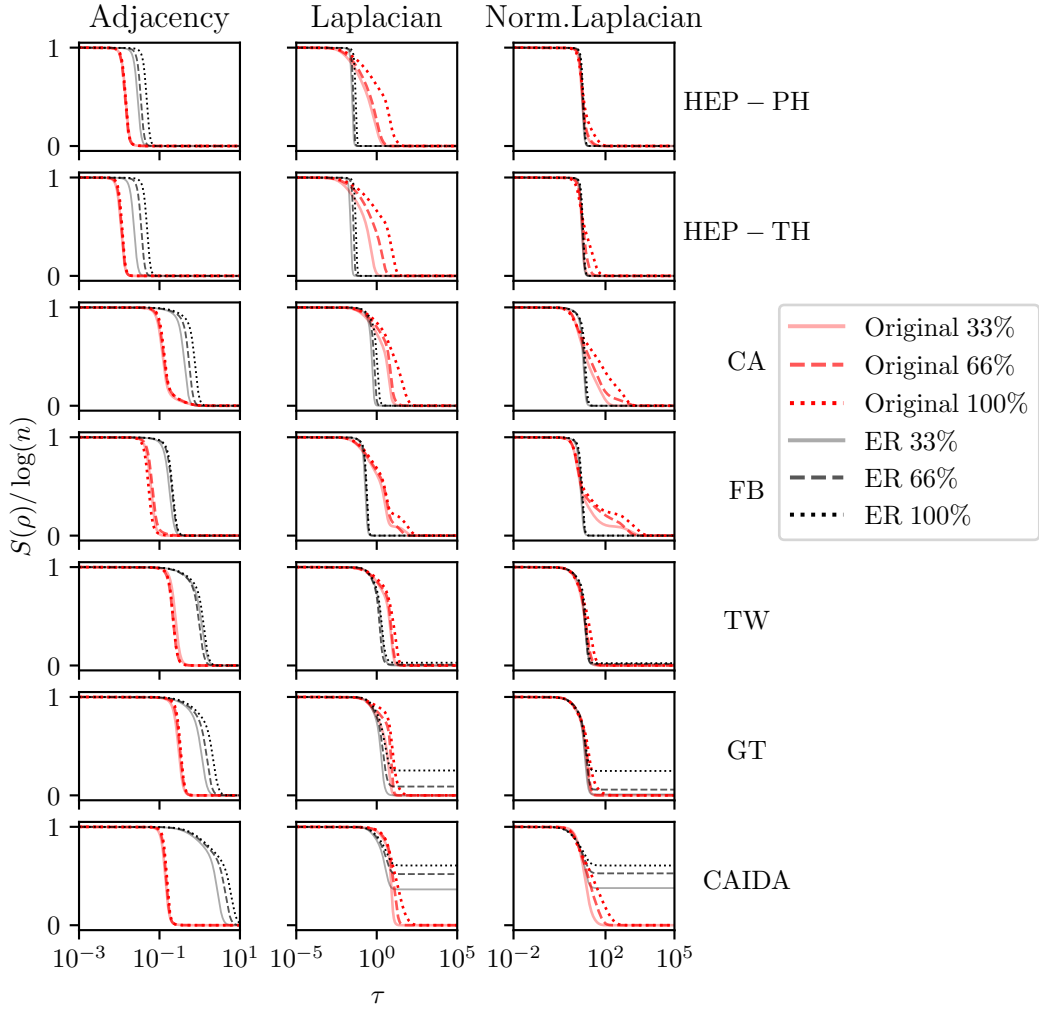 Adjacency Laplacian Norm.Laplacian
1
0
HEP − PH
1
0
HEP − TH
1
0
CA
1
0
FB
1
0
TW
1
0
GT
1
0
CAIDA
S(ρ)/ log(n)
10⁻³ 10⁻¹ 10¹ 10⁻⁵ 10⁰ 10⁵ 10⁻² 10² 10⁵
τ
Original 33%
Original 66%
Original 100%
ER 33%
ER 66%
ER 100%